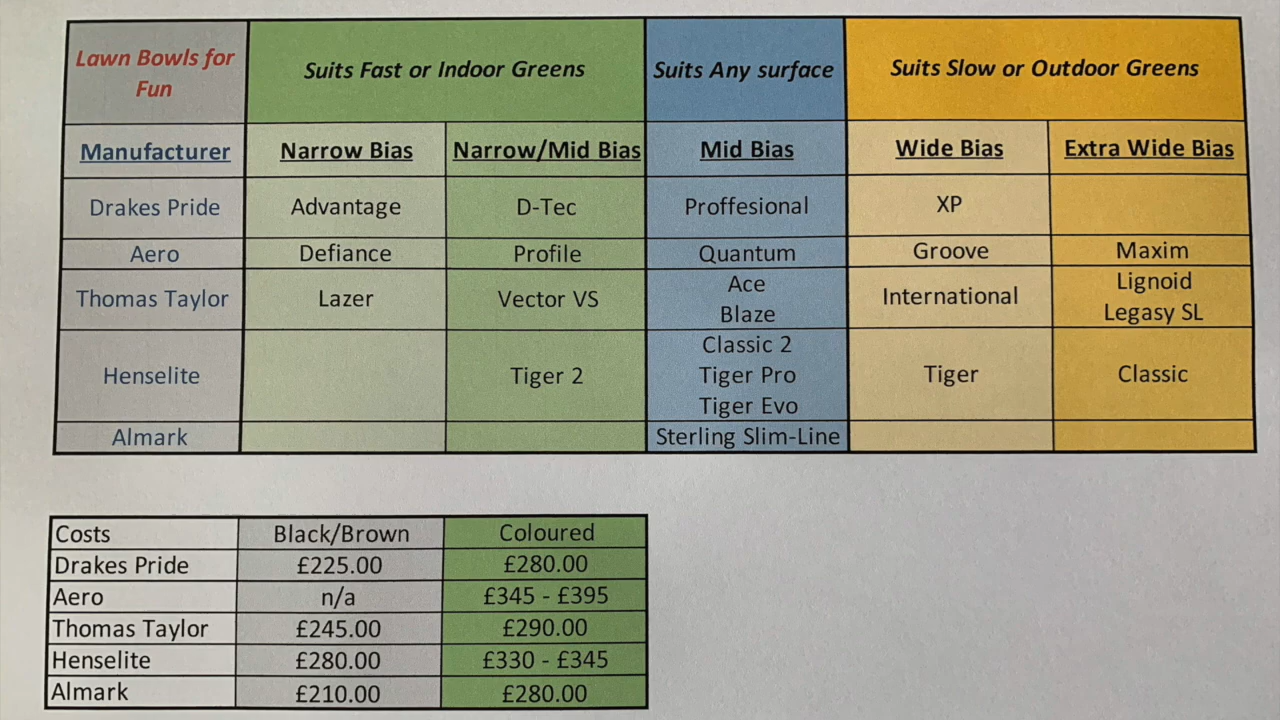 Lawn Bowls for Fun Suits Fast or Indoor Greens Suits Any surface Suits Slow or Outdoor Greens
Manufacturer Narrow Bias Narrow/Mid Bias Mid Bias Wide Bias Extra Wide Bias
Drakes Pride Advantage D-Tec Proffesional XP
Aero Defiance Profile Quantum Groove Maxim
Thomas Taylor Lazer Vector VS Ace Blaze International Lignoid Legasy SL
Henselite Tiger 2 Classic 2 Tiger Pro Tiger Evo Tiger Classic
Almark Sterling Slim-Line
Costs Black/Brown Coloured
Drakes Pride £225.00 £280.00
Aero n/a £345 - £395
Thomas Taylor £245.00 £290.00
Henselite £280.00 £330 - £345
Almark £210.00 £280.00